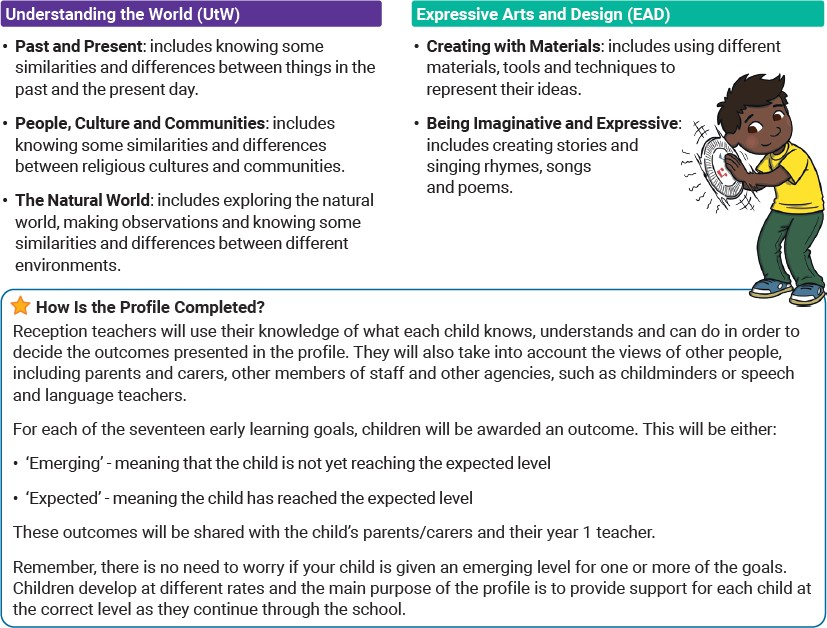 Understanding the World (UtW)
• Past and Present: includes knowing some
similarities and differences between things in the
past and the present day.
• People, Culture and Communities: includes
knowing some similarities and differences
between religious cultures and communities.
• The Natural World: includes exploring the natural
world, making observations and knowing some
similarities and differences between different
environments.
Expressive Arts and Design (EAD)
• Creating with Materials: includes using different
materials, tools and techniques to
represent their ideas.
• Being Imaginative and Expressive:
includes creating stories and
singing rhymes, songs
and poems.
How Is the Profile Completed?
Reception teachers will use their knowledge of what each child knows, understands and can do in order to
decide the outcomes presented in the profile. They will also take into account the views of other people,
including parents and carers, other members of staff and other agencies, such as childminders or speech
and language teachers.
For each of the seventeen early learning goals, children will be awarded an outcome. This will be either:
• ‘Emerging’ - meaning that the child is not yet reaching the expected level
• ‘Expected’ - meaning the child has reached the expected level
These outcomes will be shared with the child’s parents/carers and their year 1 teacher.
Remember, there is no need to worry if your child is given an emerging level for one or more of the goals.
Children develop at different rates and the main purpose of the profile is to provide support for each child at
the correct level as they continue through the school.